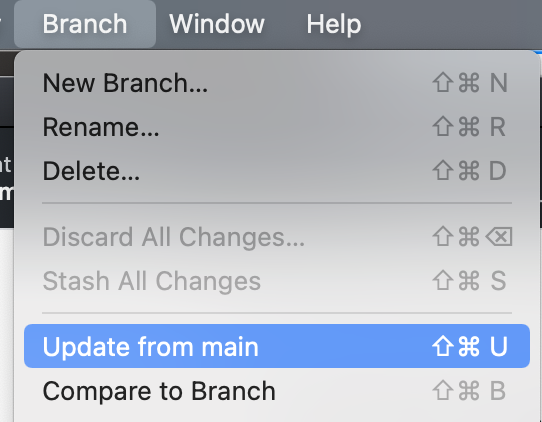 Branch Window Help
New Branch... ⇧⌘ N
Rename... ⇧⌘ R
Delete... ⇧⌘ D
Discard All Changes... ⇧⌘⌫
Stash All Changes ⇧⌘ S
Update from main ⇧⌘ U
Compare to Branch ⇧⌘ B